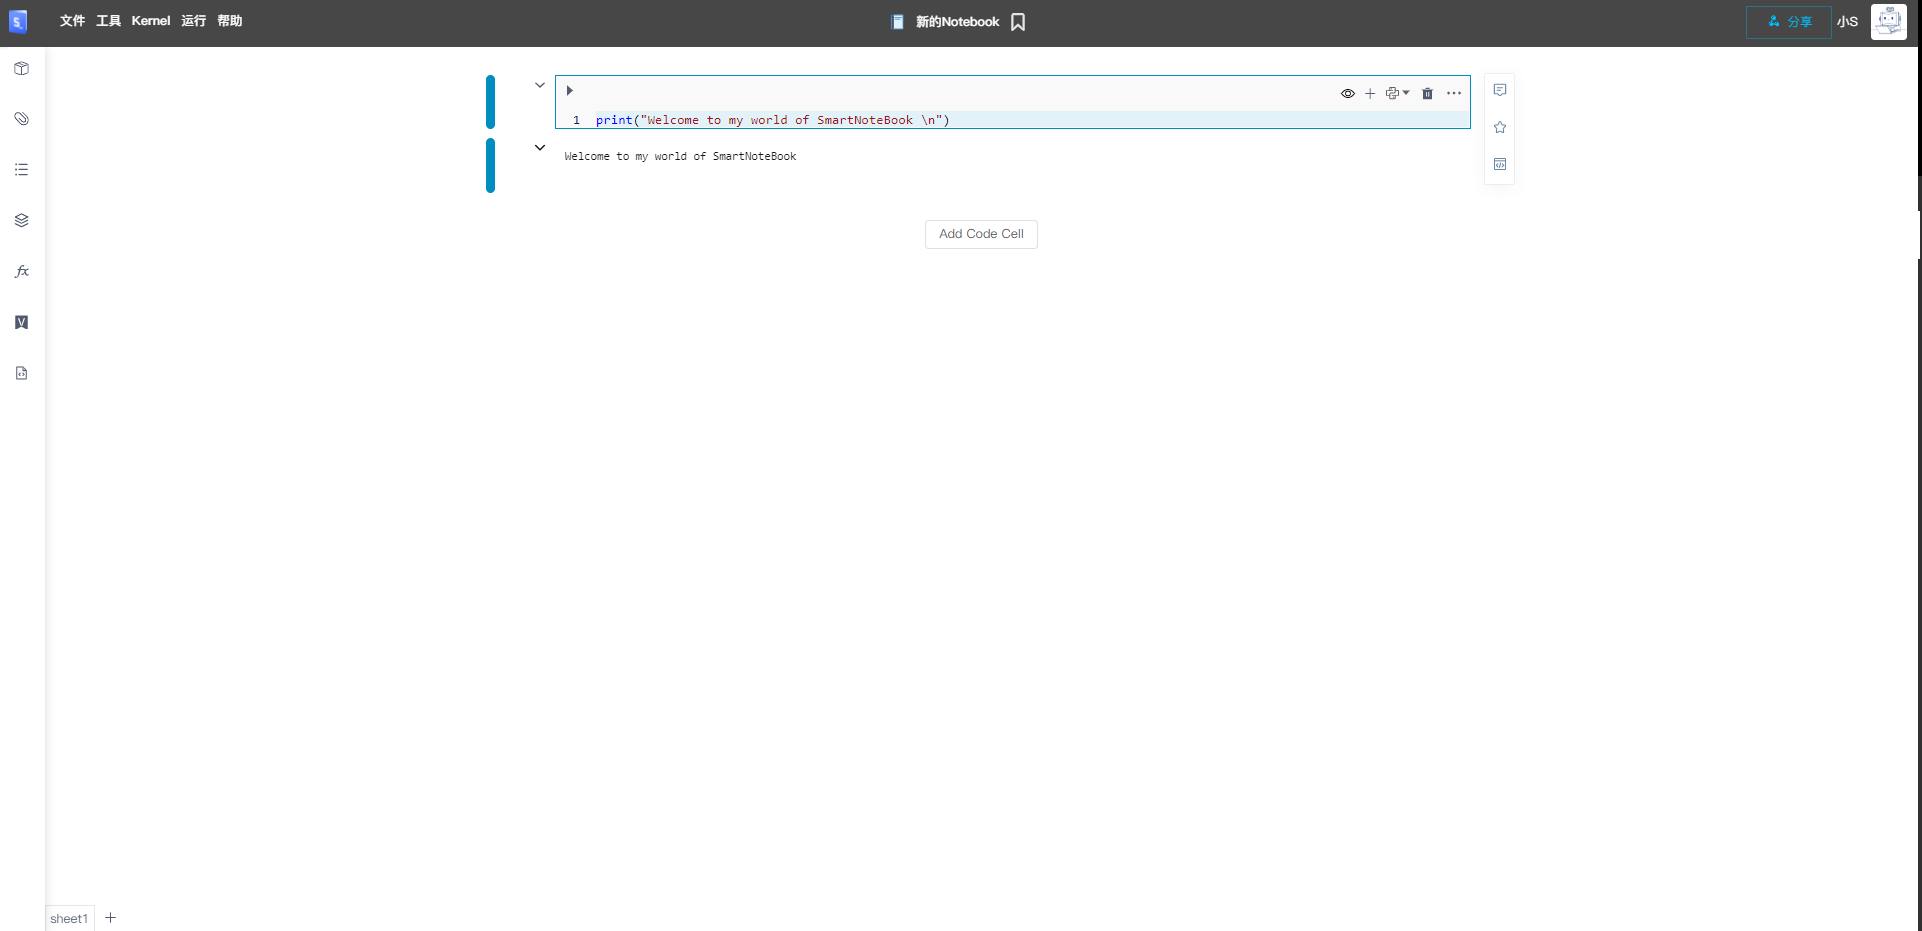 文件 工具 Kernel 运行 帮助
新的Notebook
分享 小S
1 print("Welcome to my world of SmartNoteBook \n")
Welcome to my world of SmartNoteBook
Add Code Cell
fx
V
sheet1